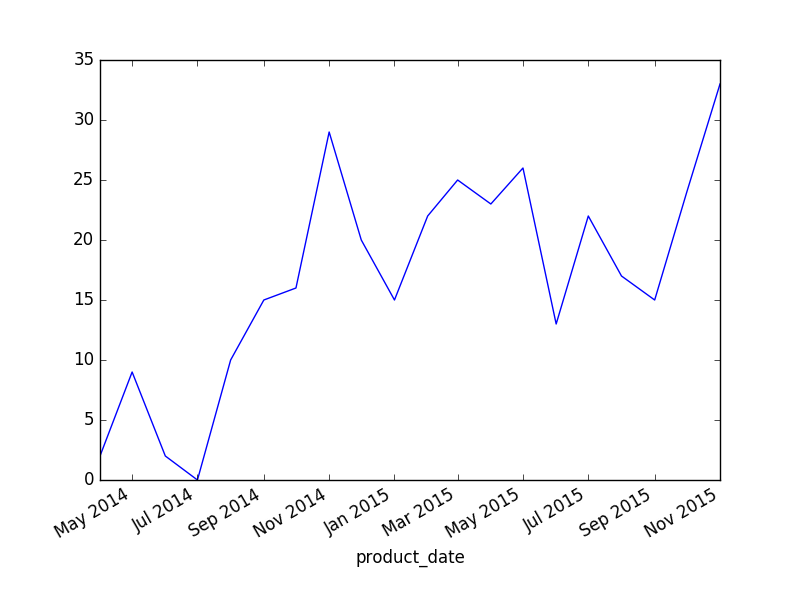 35
30
25
20
15
10
5
0
May 2014
Jul 2014
Sep 2014
Nov 2014
Jan 2015
Mar 2015
May 2015
Jul 2015
Sep 2015
Nov 2015
product_date